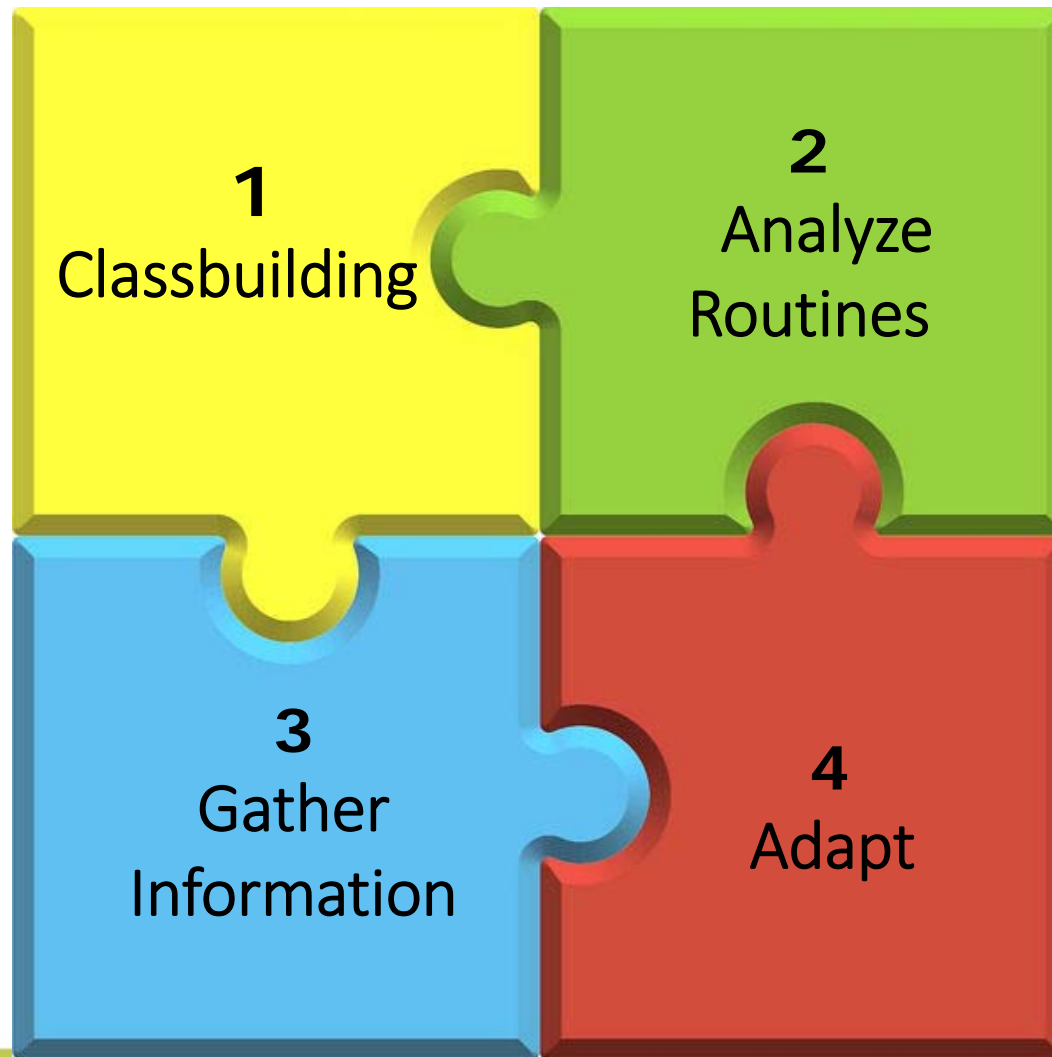 1
Classbuilding
2
Analyze
Routines
3
Gather
Information
4
Adapt